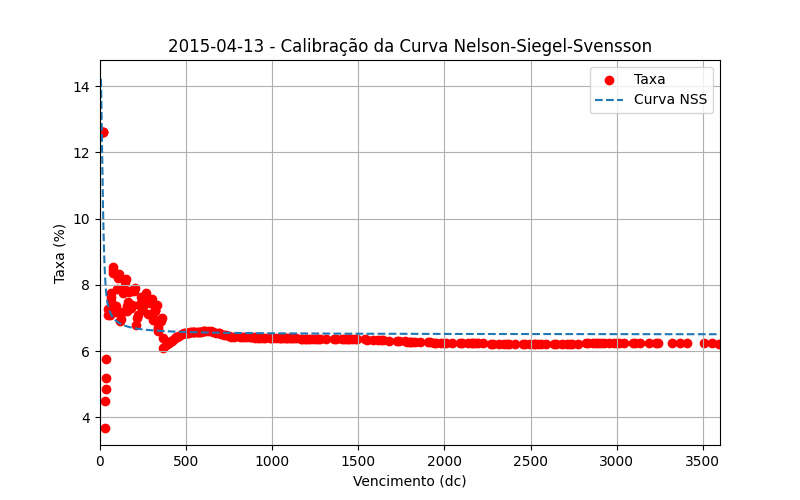 2015-04-13 - Calibração da Curva Nelson-Siegel-Svensson
Taxa
Curva NSS
Taxa (%)
14
12
10
8
6
4
0 500 1000 1500 2000 2500 3000 3500
Vencimento (dc)